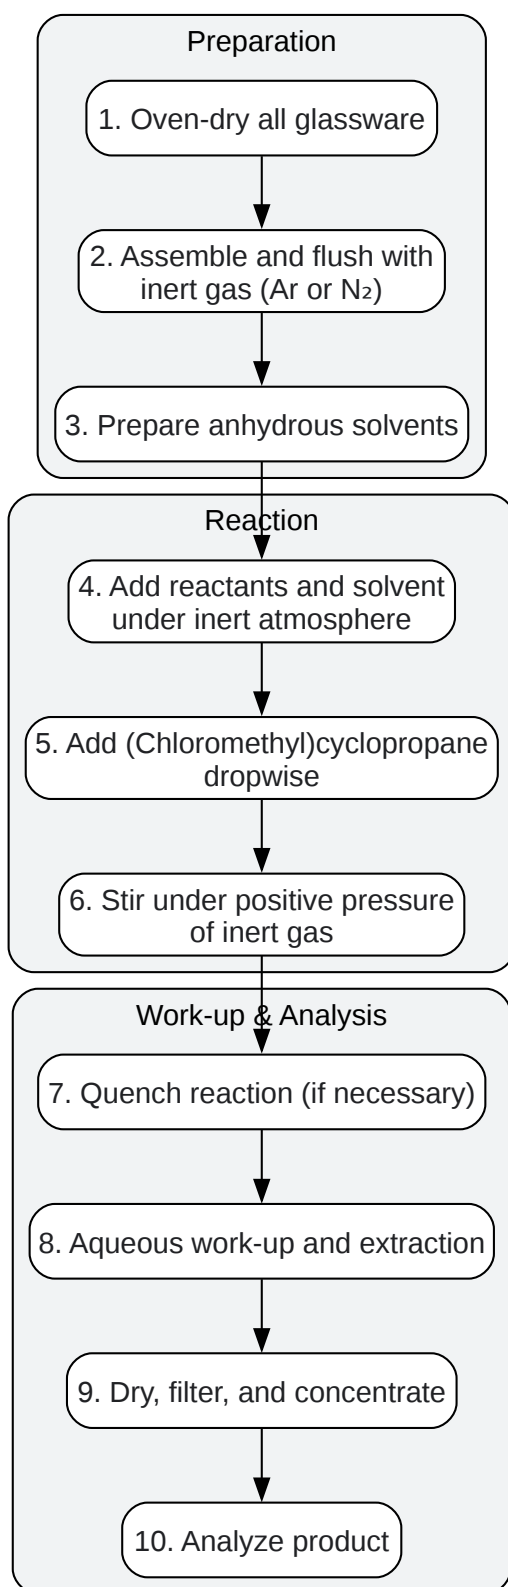 Preparation
1. Oven-dry all glassware
2. Assemble and flush with
inert gas (Ar or N₂)
3. Prepare anhydrous solvents
Reaction
4. Add reactants and solvent
under inert atmosphere
5. Add (Chloromethyl)cyclopropane
dropwise
6. Stir under positive pressure
of inert gas
Work-up & Analysis
7. Quench reaction (if necessary)
8. Aqueous work-up and extraction
9. Dry, filter, and concentrate
10. Analyze product